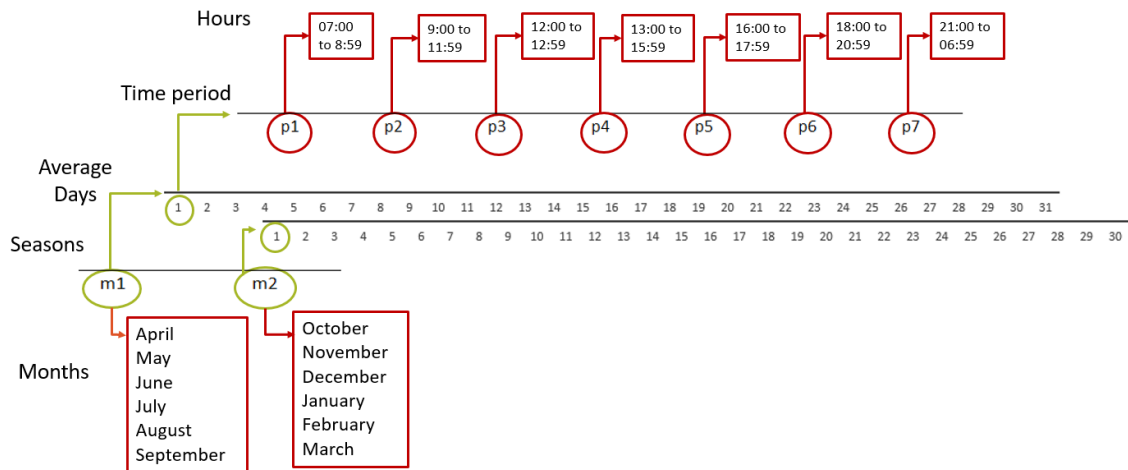 Hours
07:00
to 8:59
9:00 to
11:59
12:00 to
12:59
13:00 to
15:59
16:00 to
17:59
18:00 to
20:59
21:00 to
06:59
Time period
p1 p2 p3 p4 p5 p6 p7
Average
Days
1 2 3 4 5 6 7 8 9 10 11 12 13 14 15 16 17 18 19 20 21 22 23 24 25 26 27 28 29 30 31
1 2 3 4 5 6 7 8 9 10 11 12 13 14 15 16 17 18 19 20 21 22 23 24 25 26 27 28 29 30
Seasons
m1 m2
Months
April
May
June
July
August
September
October
November
December
January
February
March